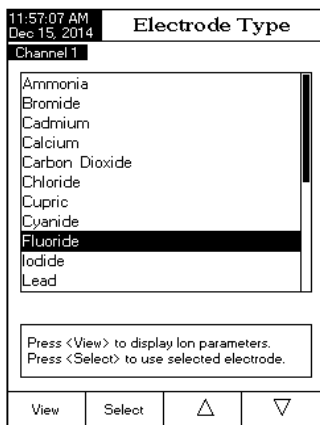 11:57:07 AM
Dec 15, 2014
Electrode Type
Channel 1
Ammonia
Bromide
Cadmium
Calcium
Carbon Dioxide
Chloride
Cupric
Cyanide
Fluoride
Iodide
Lead
Press <View> to display Ion parameters.
Press <Select> to use selected electrode.
View
Select